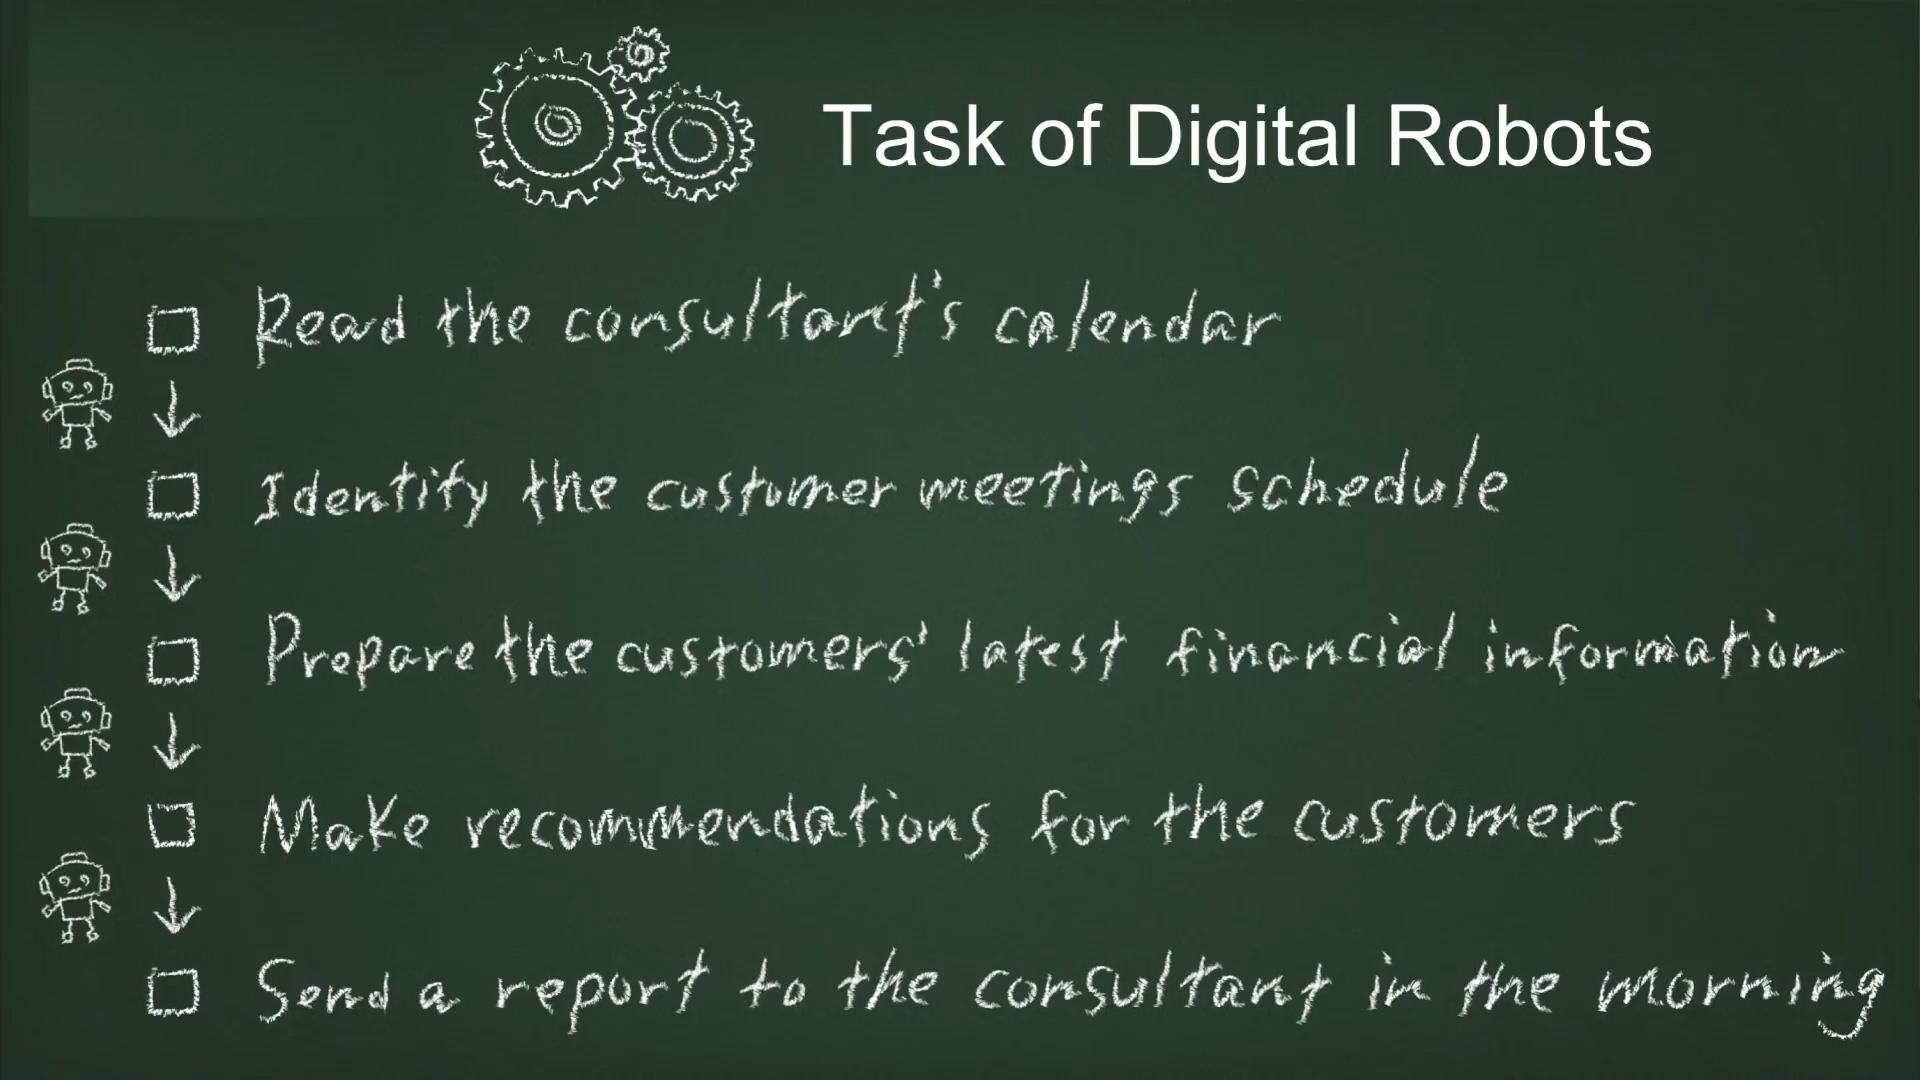 Task of Digital Robots
Read the consultant's calendar
Identify the customer meetings schedule
Prepare the customers' latest financial information
Make recommendations for the customers
Send a report to the consultant in the morning